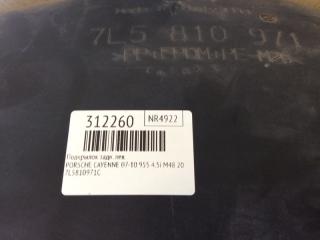 7L5 810 971
>PP+EPDM+PE-M20
312260
NR4922
Подкрылок задн. лев.
PORSCHE CAYENNE 07-10 955 4.5i M48 20
7L5810971C